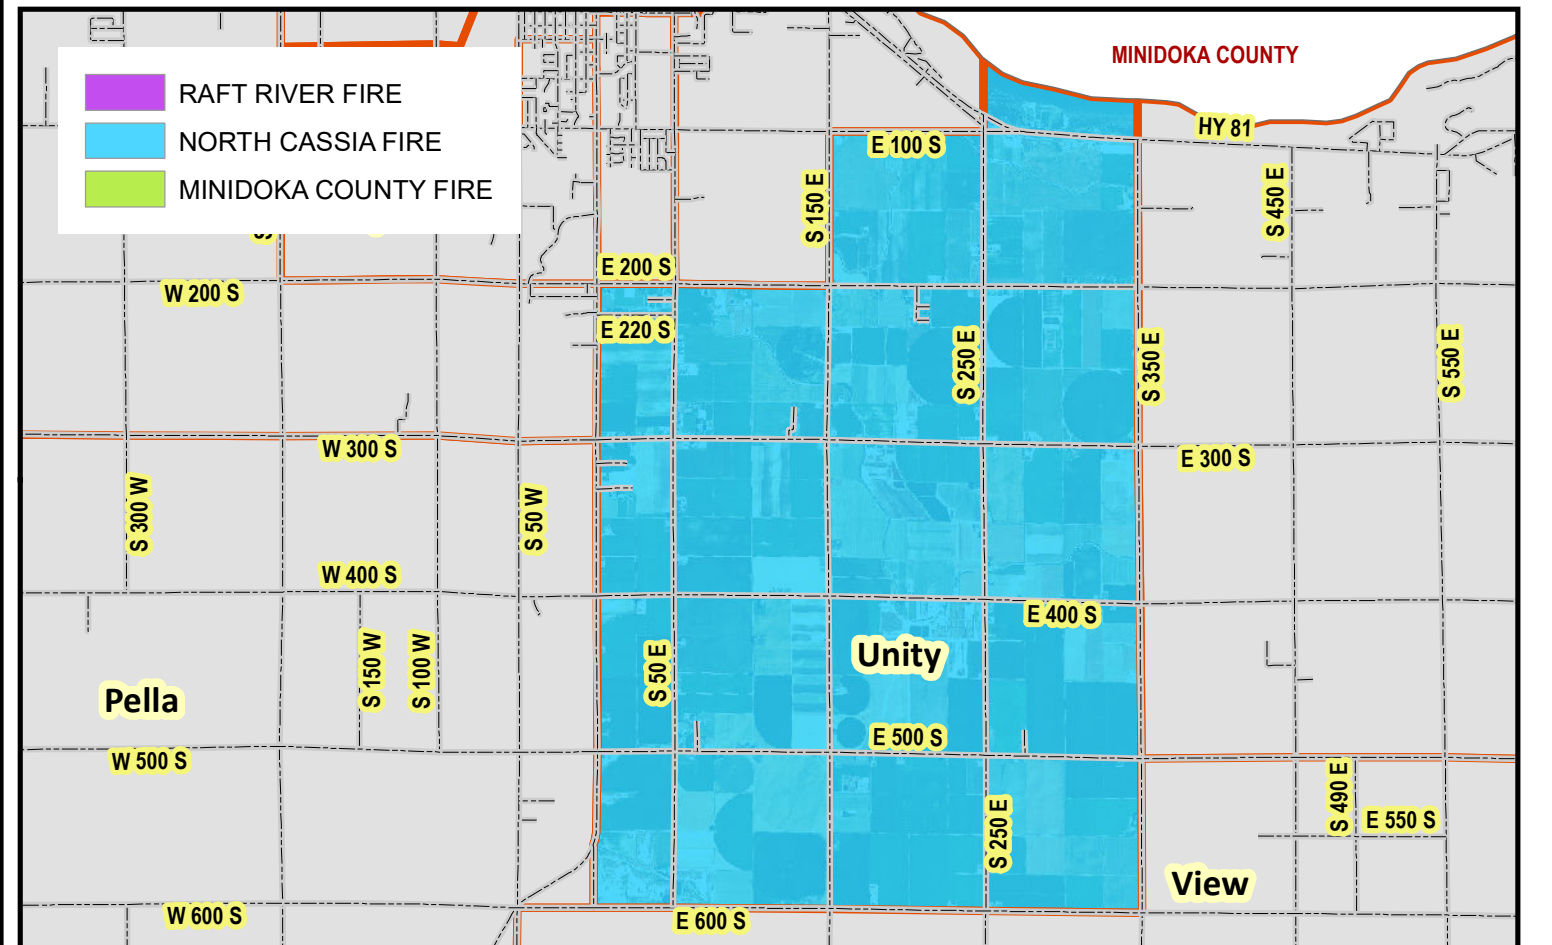 MINIDOKA COUNTY
RAFT RIVER FIRE
NORTH CASSIA FIRE
MINIDOKA COUNTY FIRE
HY 81
E 100 S
S 150 E
S 450 E
E 200 S
W 200 S
E 220 S
S 250 E
S 350 E
S 550 E
W 300 S
E 300 S
S 300 W
S 50 W
W 400 S
E 400 S
S 150 W
S 100 W
S 50 E
Unity
Pella
E 500 S
W 500 S
S 490 E
E 550 S
S 250 E
View
W 600 S
E 600 S